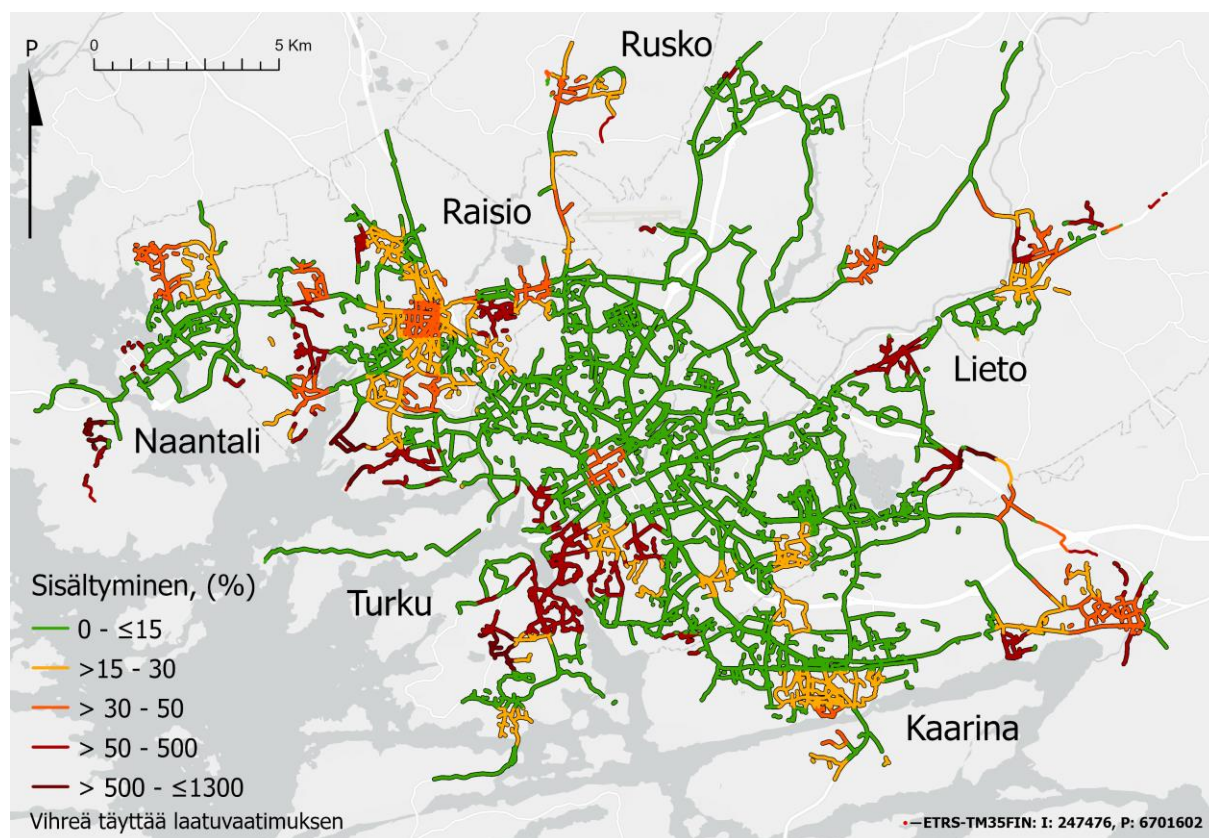 P
0 5 Km
Rusko
Raisio
Lieto
Naantali
Turku
Kaarina
Sisältyminen, (%)
0 - ≤15
>15 - 30
> 30 - 50
> 50 - 500
> 500 - ≤1300
Vihreä täyttää laatuvaatimuksen
ETRS-TM35FIN: I: 247476, P: 6701602